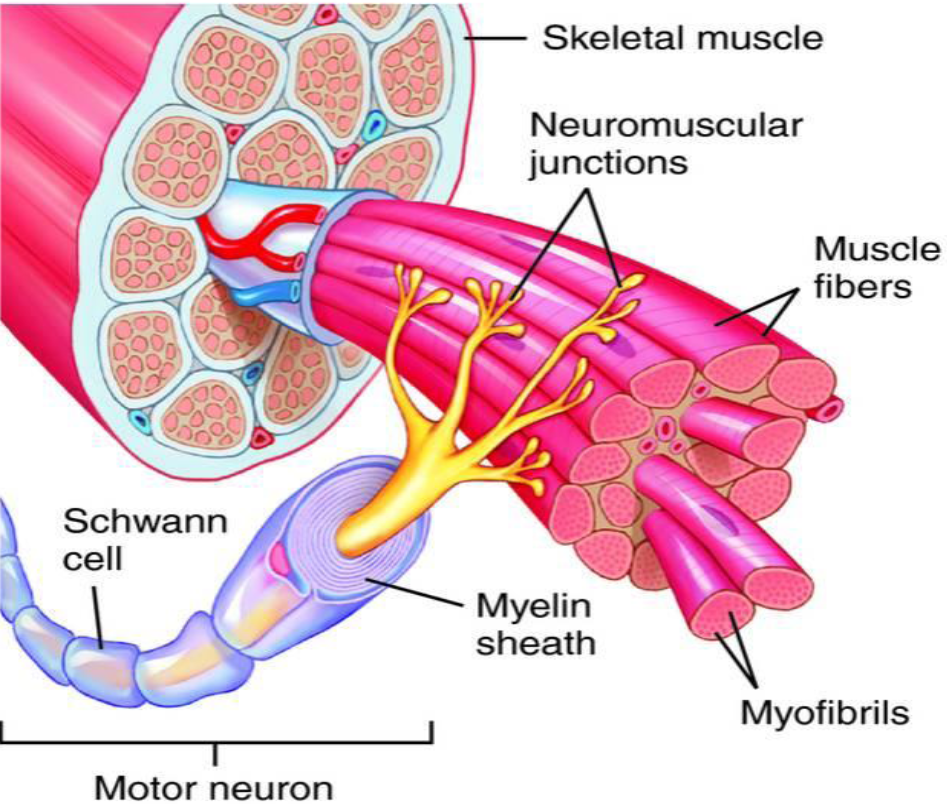 Skeletal muscle
Neuromuscular
junctions
Muscle
fibers
Schwann
cell
Myelin
sheath
Myofibrils
Motor neuron